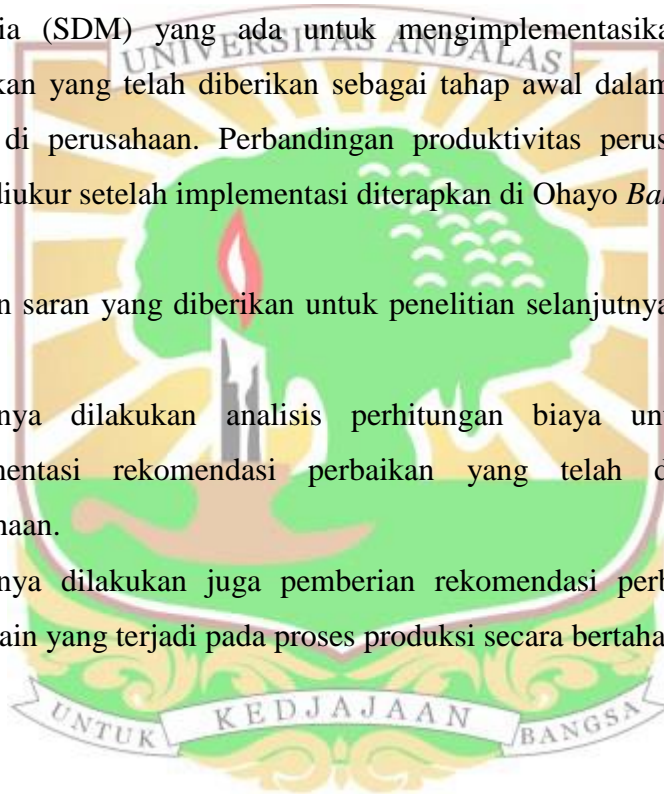 ia (SDM) yang ada untuk mengimplementasika
UNIVERSITAS ANDALAS
kan yang telah diberikan sebagai tahap awal dalam
di perusahaan. Perbandingan produktivitas perus
diukur setelah implementasi diterapkan di Ohayo Ba
n saran yang diberikan untuk penelitian selanjutnya
nya dilakukan analisis perhitungan biaya un
mentasi rekomendasi perbaikan yang telah d
haan.
nya dilakukan juga pemberian rekomendasi perb
ain yang terjadi pada proses produksi secara bertaha
UNTUK KEDJAJAAN BANGSA